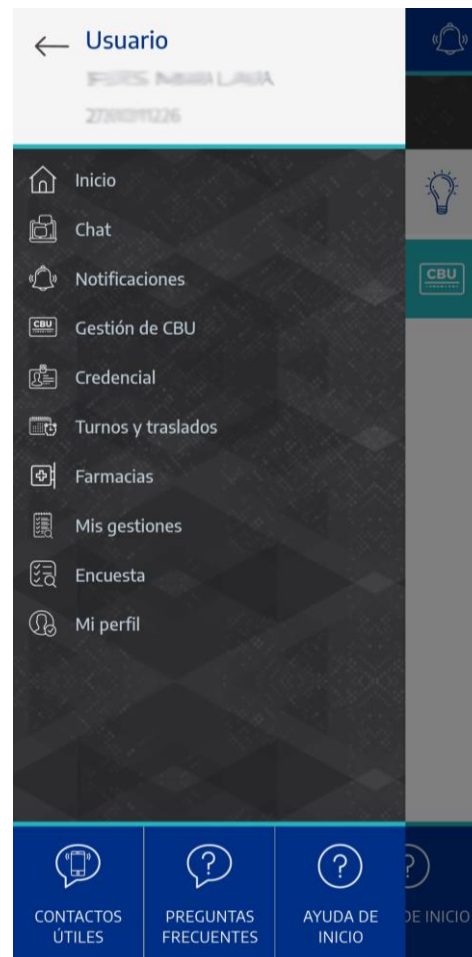 Usuario
Inicio
Chat
Notificaciones
CBU
Gestión de CBU
Credencial
Turnos y traslados
Farmacias
Mis gestiones
Encuesta
Mi perfil
CBU
CONTACTOS
ÚTILES
PREGUNTAS
FRECUENTES
AYUDA DE
INICIO
DE INICIO